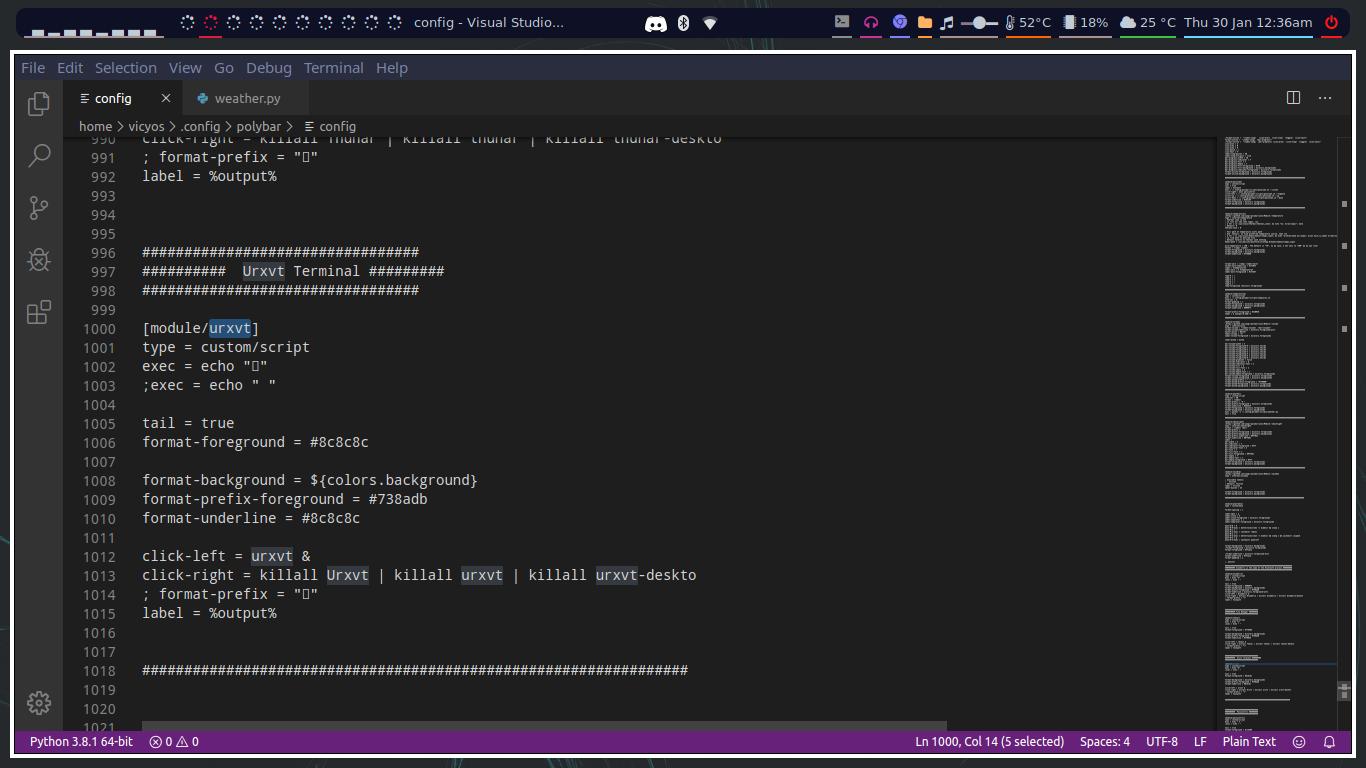 config - Visual Studio...
52°C
18%
25 °C
Thu 30 Jan 12:36am
File Edit Selection View Go Debug Terminal Help
config
weather.py
home > vicyos > .config > polybar > config
990 click-right = killall Thunar | killall thunar | killall thunar-deskto
991 ; format-prefix = "▯"
992 label = %output%
993
994
995
996 #################################
997 ########## Urxvt Terminal #########
998 #################################
999
1000 [module/urxvt]
1001 type = custom/script
1002 exec = echo "▯"
1003 ;exec = echo " "
1004
1005 tail = true
1006 format-foreground = #8c8c8c
1007
1008 format-background = ${colors.background}
1009 format-prefix-foreground = #738adb
1010 format-underline = #8c8c8c
1011
1012 click-left = urxvt &
1013 click-right = killall Urxvt | killall urxvt | killall urxvt-deskto
1014 ; format-prefix = "▯"
1015 label = %output%
1016
1017
1018 #################################################################
1019
1020
1021
Python 3.8.1 64-bit
0
0
Ln 1000, Col 14 (5 selected)
Spaces: 4
UTF-8
LF
Plain Text